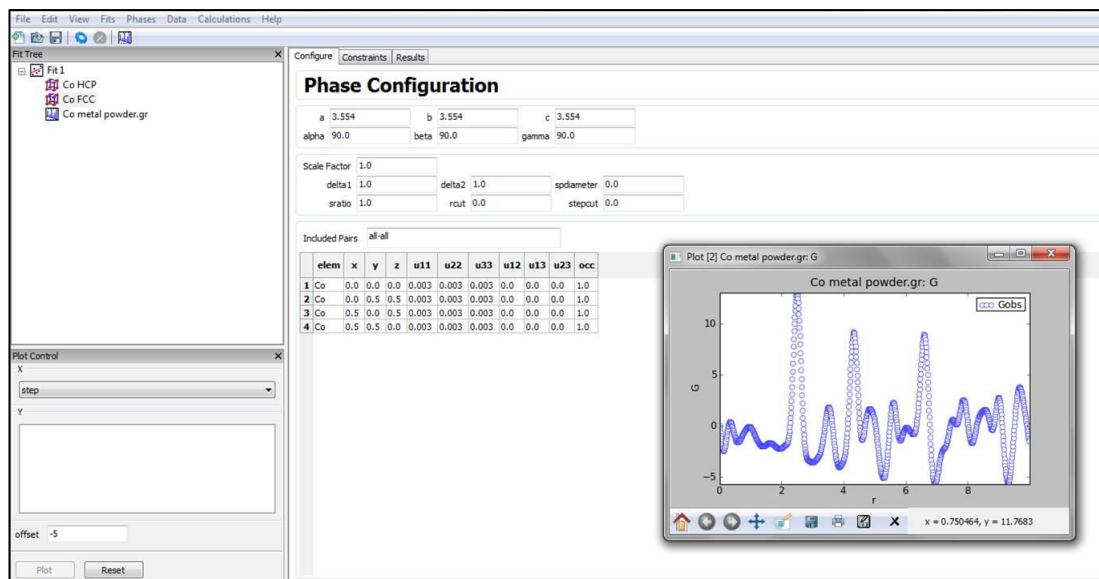 File Edit View Fits Phases Data Calculations Help
Fit Tree X
Fit 1
Co HCP
Co FCC
Co metal powder.gr
Configure Constraints Results
Phase Configuration
a 3.554 b 3.554 c 3.554
alpha 90.0 beta 90.0 gamma 90.0
Scale Factor 1.0
delta1 1.0 delta2 1.0 spdiameter 0.0
sratio 1.0 rcut 0.0 stepcut 0.0
Included Pairs all-all
elem x y z u11 u22 u33 u12 u13 u23 occ
1 Co 0.0 0.0 0.0 0.003 0.003 0.003 0.0 0.0 0.0 1.0
2 Co 0.0 0.5 0.5 0.003 0.003 0.003 0.0 0.0 0.0 1.0
3 Co 0.5 0.0 0.5 0.003 0.003 0.003 0.0 0.0 0.0 1.0
4 Co 0.5 0.5 0.0 0.003 0.003 0.003 0.0 0.0 0.0 1.0
Plot [2] Co metal powder.gr: G
Co metal powder.gr: G
Gobs
10
5
0
-5
G
0 2 4 6 8
r
x = 0.750464, y = 11.7683
Plot Control X
X
step
Y
offset -5
Plot Reset